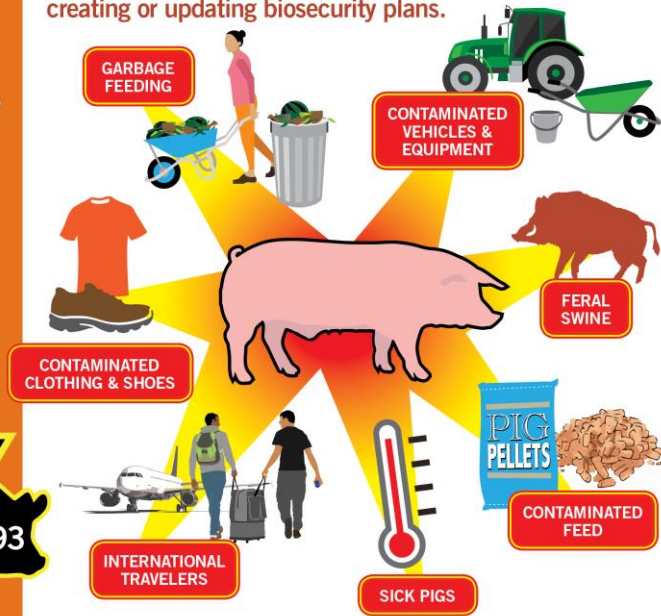 creating or updating biosecurity plans.
GARBAGE
FEEDING
CONTAMINATED
VEHICLES &
EQUIPMENT
FERAL
SWINE
CONTAMINATED
CLOTHING & SHOES
PIG
PELLETS
CONTAMINATED
FEED
INTERNATIONAL
TRAVELERS
SICK PIGS
93